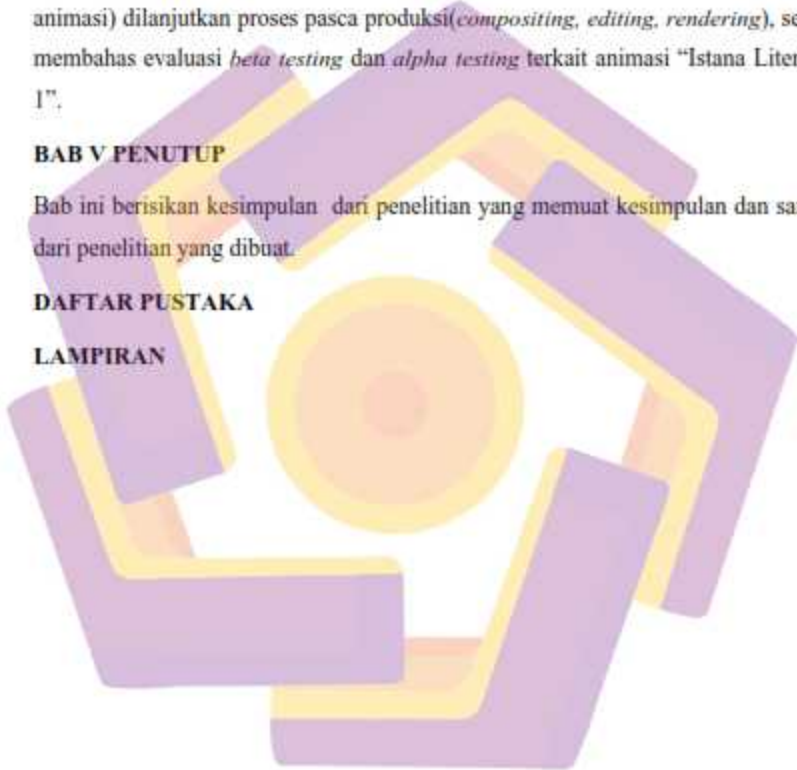 animasi) dilanjutkan proses pasca produksi(compositing, editing, rendering), se
membahas evaluasi beta testing dan alpha testing terkait animasi “Istana Liter
1”.
BAB V PENUTUP
Bab ini berisikan kesimpulan dari penelitian yang memuat kesimpulan dan sa
dari penelitian yang dibuat.
DAFTAR PUSTAKA
LAMPIRAN